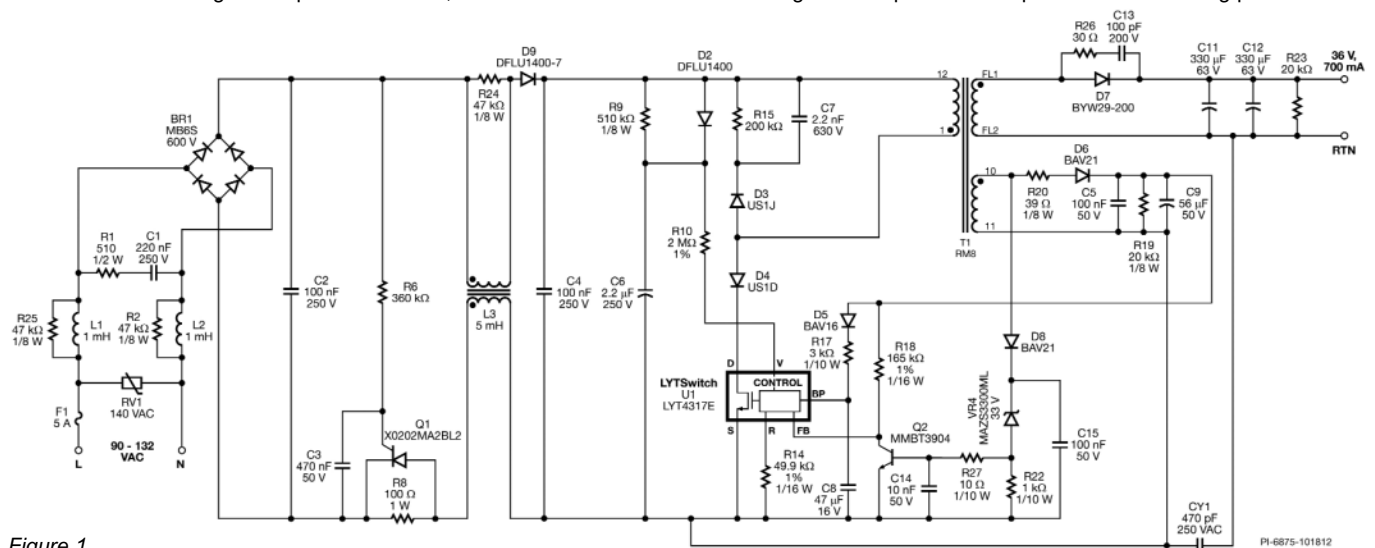 D9
DFLU1400-7
D2
DFLU1400
R26
30 Ω
C13
100 pF
200 V
C11
330 µF
63 V
C12
330 µF
63 V
R23
20 kΩ
36 V,
700 mA
BR1
MB6S
600 V
R24
47 kΩ
1/8 W
R9
510 kΩ
1/8 W
R15
200 kΩ
C7
2.2 nF
630 V
12
1
FL1
FL2
D7
BYW29-200
RTN
D6
BAV21
10
11
R20
39 Ω
1/8 W
C5
100 nF
50 V
C9
56 µF
50 V
R19
20 kΩ
1/8 W
T1
RM8
D3
US1J
R10
2 MΩ
1%
D4
US1D
R1
510
1/2 W
C1
220 nF
250 V
C2
100 nF
250 V
R6
360 kΩ
L3
5 mH
C4
100 nF
250 V
C6
2.2 µF
250 V
R25
47 kΩ
1/8 W
L1
1 mH
R2
47 kΩ
1/8 W
L2
1 mH
D5
BAV16
R17
3 kΩ
1/10 W
R18
165 kΩ
1%
1/16 W
D8
BAV21
LYTSwitch
U1
LYT4317E
D
V
CONTROL
BP
S
R
FB
VR4
MAZS3300ML
33 V
RV1
140 VAC
F1
5 A
90 - 132
VAC
L
N
Q1
X0202MA2BL2
C3
470 nF
50 V
R8
100 Ω
1 W
R14
49.9 kΩ
1%
1/16 W
C8
47 µF
16 V
Q2
MMBT3904
C14
10 nF
50 V
R27
10 Ω
1/10 W
R22
1 kΩ
1/10 W
C15
100 nF
50 V
CY1
470 pF
250 VAC
PI-6875-101812
Figure 1